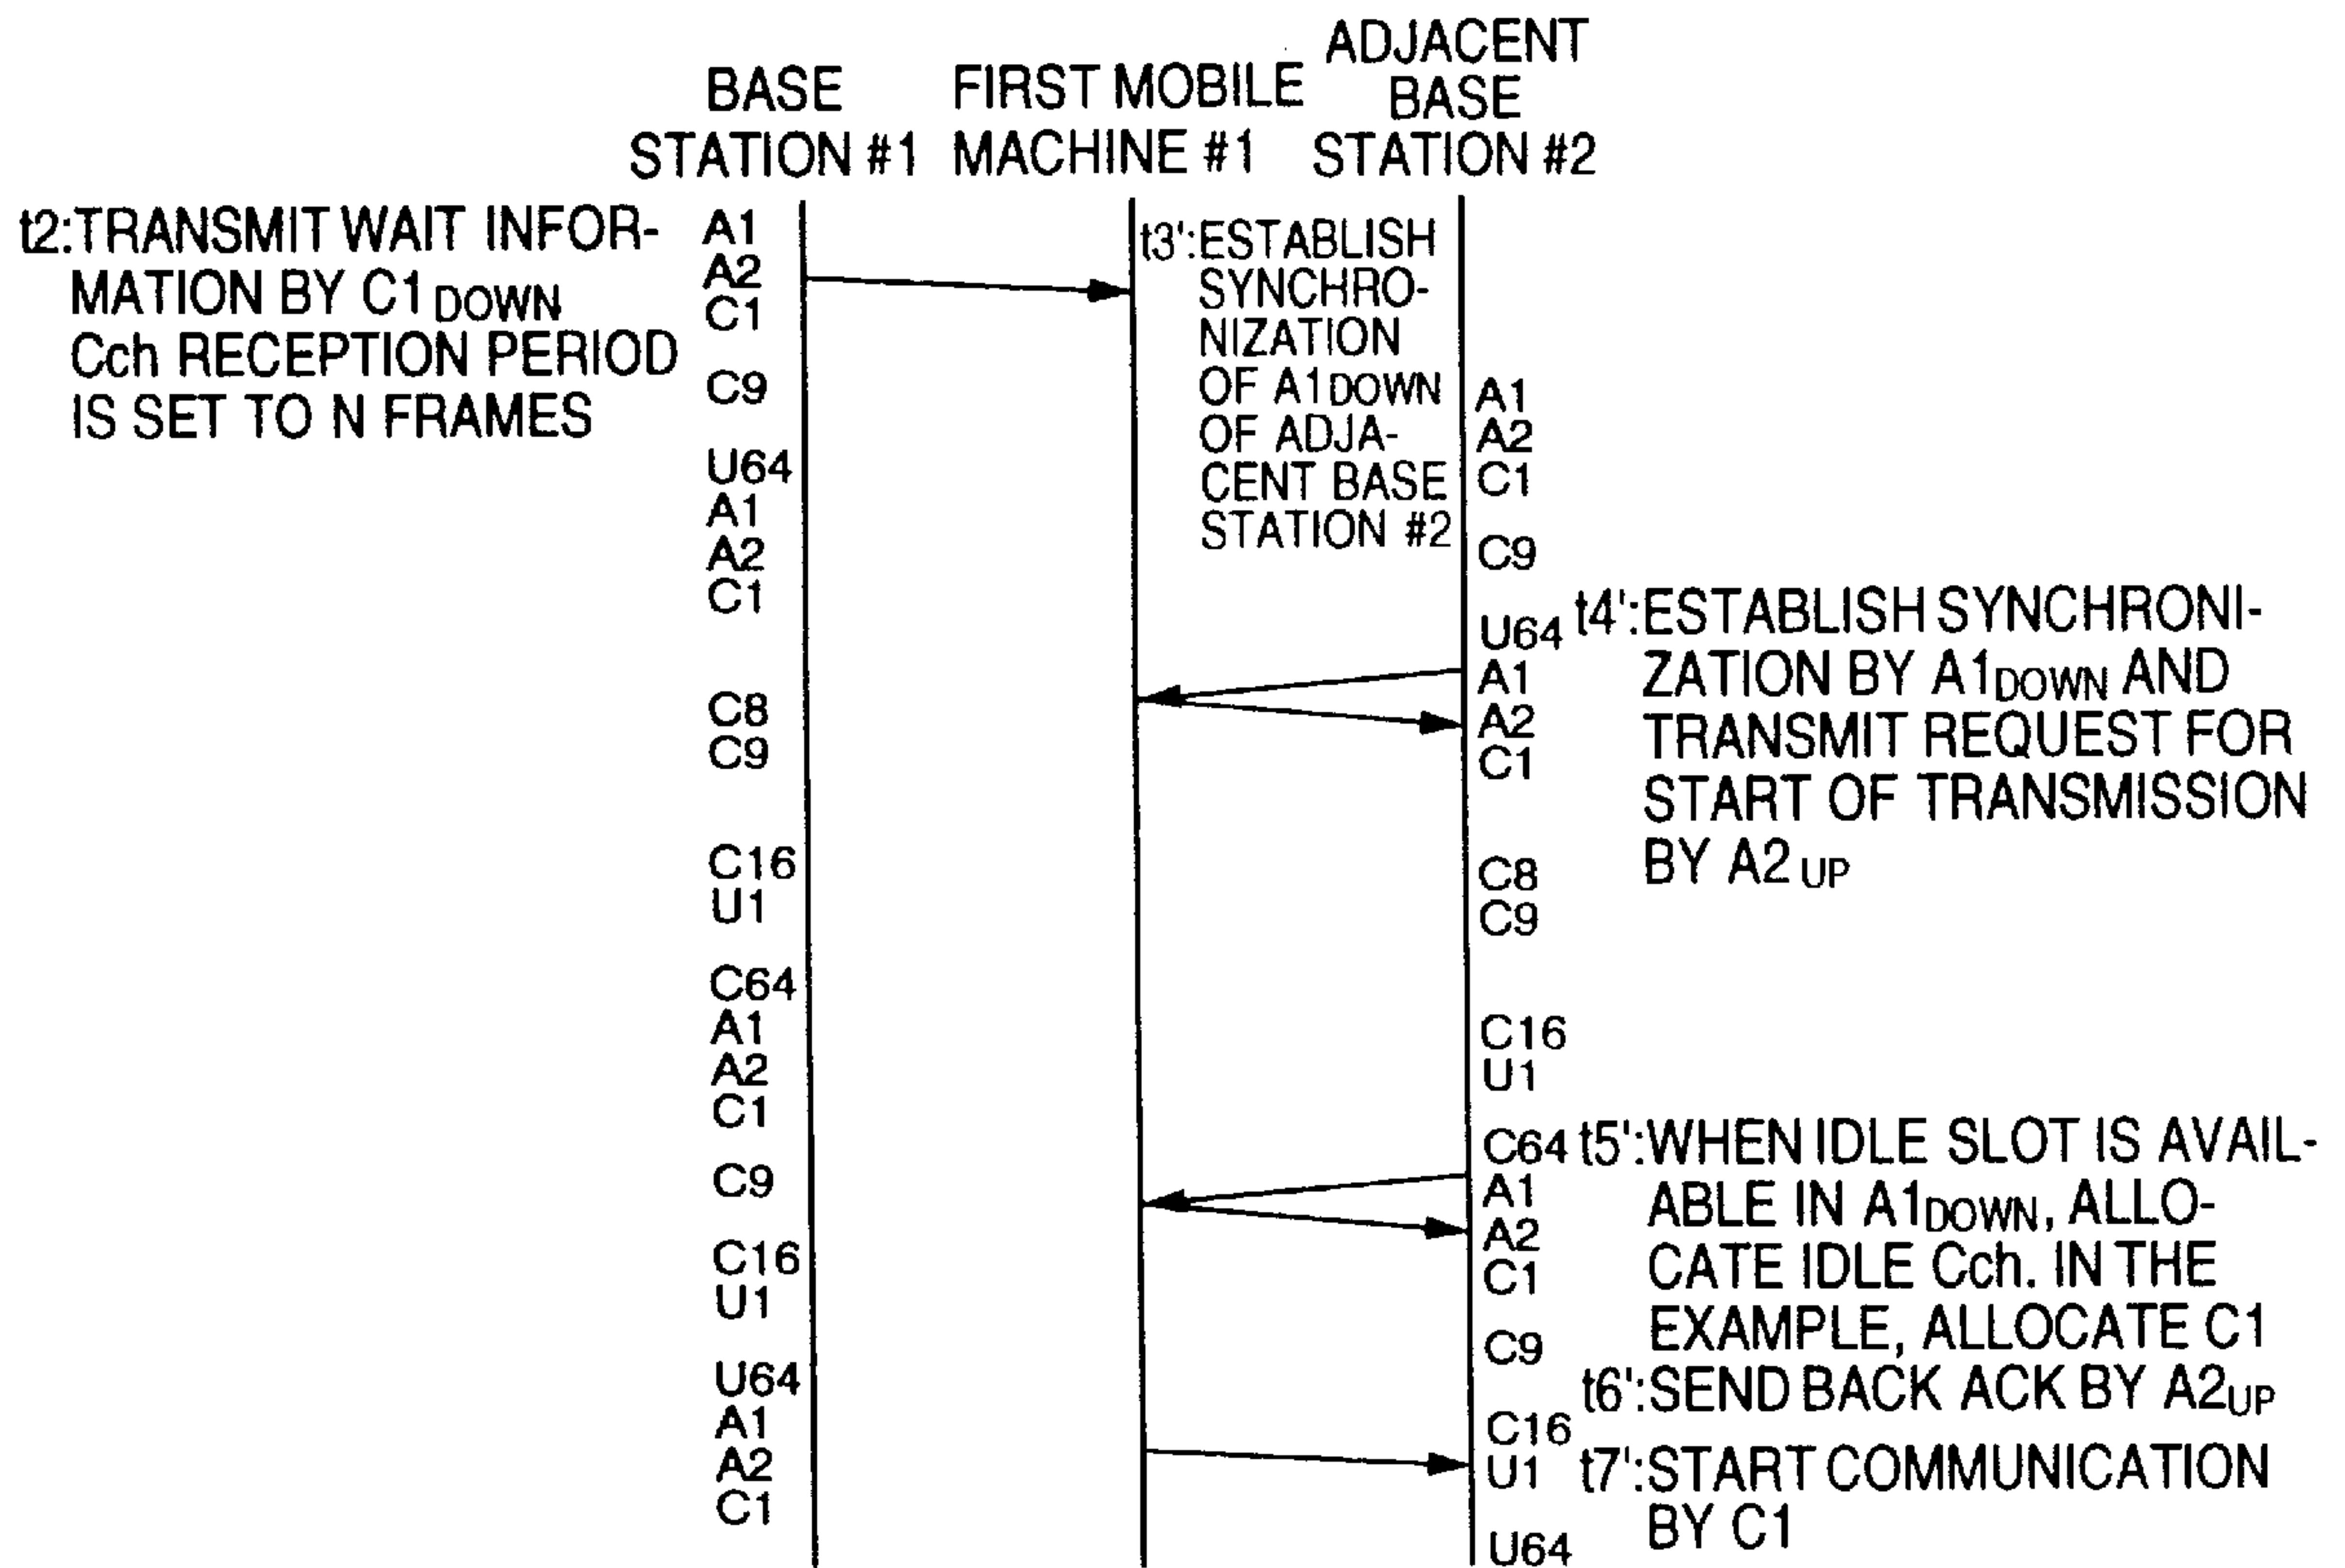 BASE
STATION #1
FIRST MOBILE
MACHINE #1
ADJACENT
BASE
STATION #2
t2:TRANSMIT WAIT INFOR-
MATION BY C1DOWN
Cch RECEPTION PERIOD
IS SET TO N FRAMES
A1
A2
C1
C9
U64
A1
A2
C1
C8
C9
C16
U1
C64
A1
A2
C1
C9
C16
U1
U64
A1
A2
C1
t3':ESTABLISH
SYNCHRO-
NIZATION
OF A1DOWN
OF ADJA-
CENT BASE
STATION #2
A1
A2
C1
C9
U64
A1
A2
C1
C8
C9
C16
U1
C64
A1
A2
C1
C9
C16
U1
U64
t4':ESTABLISH SYNCHRONI-
ZATION BY A1DOWN AND
TRANSMIT REQUEST FOR
START OF TRANSMISSION
BY A2UP
t5':WHEN IDLE SLOT IS AVAIL-
ABLE IN A1DOWN, ALLO-
CATE IDLE Cch. IN THE
EXAMPLE, ALLOCATE C1
t6':SEND BACK ACK BY A2UP
t7':START COMMUNICATION
BY C1